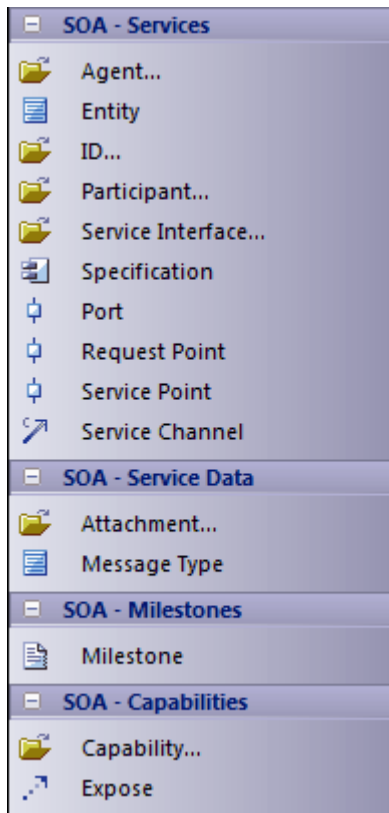 SOA - Services
Agent...
Entity
ID...
Participant...
Service Interface...
Specification
Port
Request Point
Service Point
Service Channel
SOA - Service Data
Attachment...
Message Type
SOA - Milestones
Milestone
SOA - Capabilities
Capability...
Expose